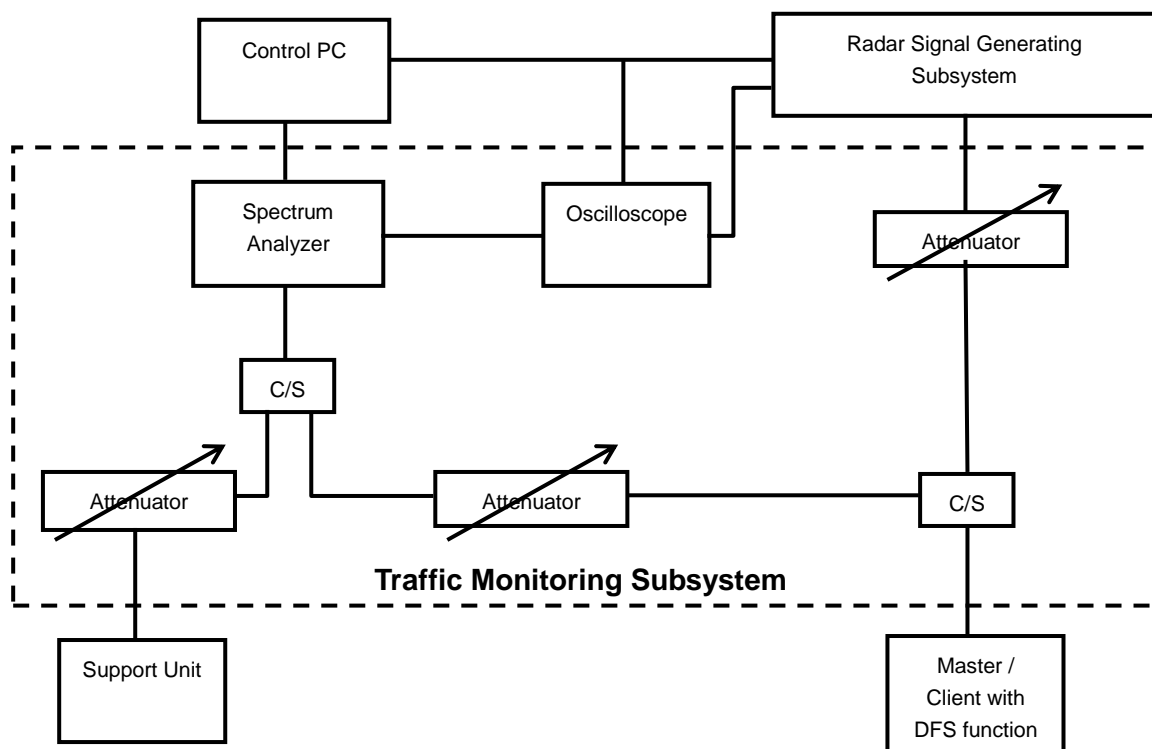 Control PC
Radar Signal Generating
Subsystem
Spectrum
Analyzer
Oscilloscope
Attenuator
C/S
Attenuator
Attenuator
C/S
Traffic Monitoring Subsystem
Support Unit
Master /
Client with
DFS function